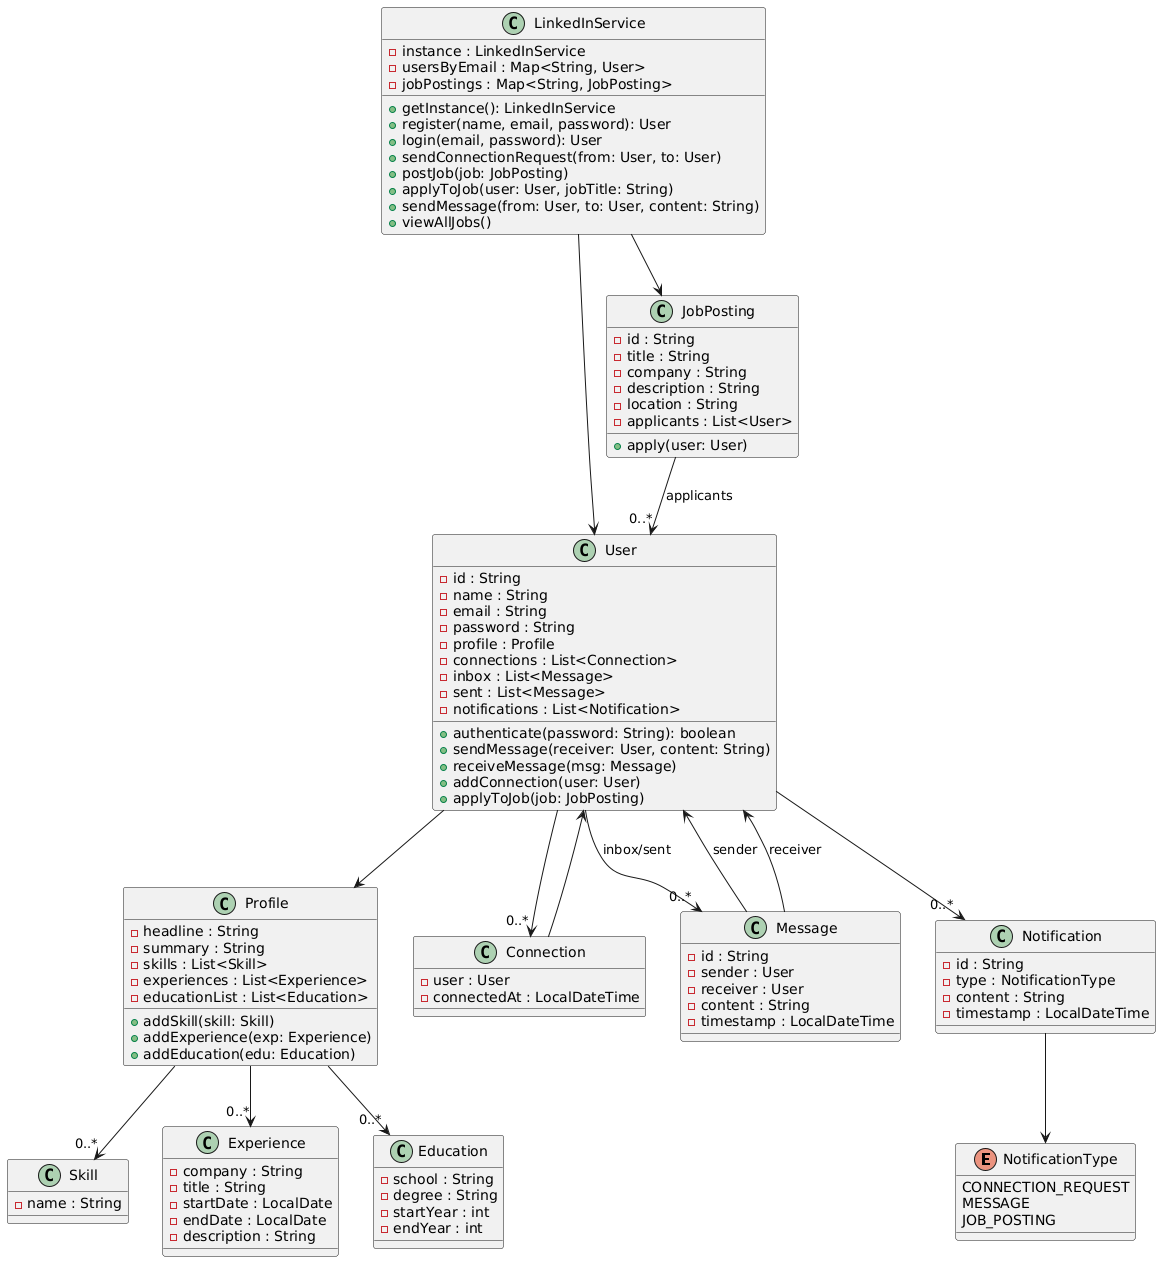 C LinkedInService
instance : LinkedInService
usersByEmail : Map<String, User>
jobPostings : Map<String, JobPosting>
getInstance(): LinkedInService
register(name, email, password): User
login(email, password): User
sendConnectionRequest(from: User, to: User)
postJob(job: JobPosting)
applyToJob(user: User, jobTitle: String)
sendMessage(from: User, to: User, content: String)
viewAllJobs()
C JobPosting
id : String
title : String
company : String
description : String
location : String
applicants : List<User>
apply(user: User)
applicants
0..*
C User
id : String
name : String
email : String
password : String
profile : Profile
connections : List<Connection>
inbox : List<Message>
sent : List<Message>
notifications : List<Notification>
authenticate(password: String): boolean
sendMessage(receiver: User, content: String)
receiveMessage(msg: Message)
addConnection(user: User)
applyToJob(job: JobPosting)
inbox/sent
sender
receiver
0..*
0..*
0..*
C Profile
headline : String
summary : String
skills : List<Skill>
experiences : List<Experience>
educationList : List<Education>
addSkill(skill: Skill)
addExperience(exp: Experience)
addEducation(edu: Education)
C Connection
user : User
connectedAt : LocalDateTime
C Message
id : String
sender : User
receiver : User
content : String
timestamp : LocalDateTime
C Notification
id : String
type : NotificationType
content : String
timestamp : LocalDateTime
0..*
0..*
0..*
C Skill
name : String
C Experience
company : String
title : String
startDate : LocalDate
endDate : LocalDate
description : String
C Education
school : String
degree : String
startYear : int
endYear : int
E NotificationType
CONNECTION_REQUEST
MESSAGE
JOB_POSTING